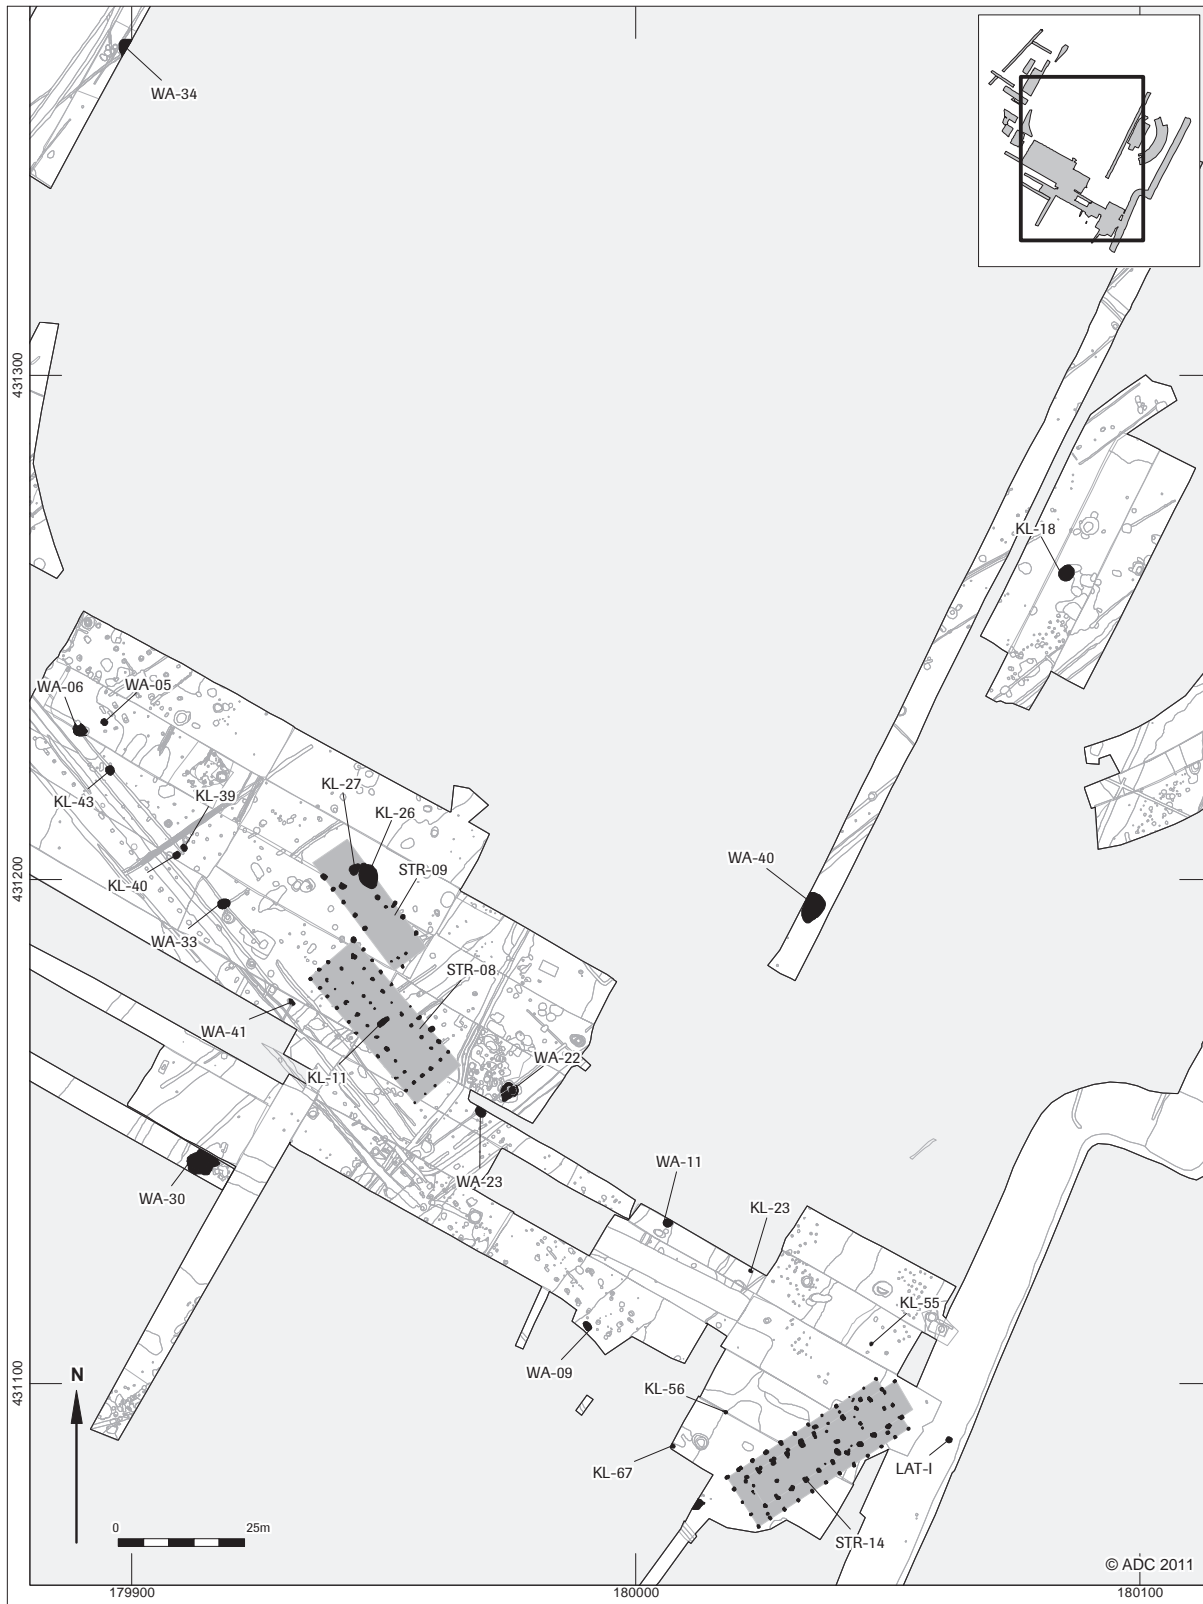 WA-34
431300
KL-18
WA-06
WA-05
KL-43
KL-39
KL-27
KL-26
STR-09
KL-40
WA-40
431200
WA-33
STR-08
WA-41
KL-11
WA-22
WA-30
WA-23
WA-11
KL-23
KL-55
WA-09
KL-56
N
431100
KL-67
LAT-I
0 25m
STR-14
© ADC 2011
179900 180000 180100